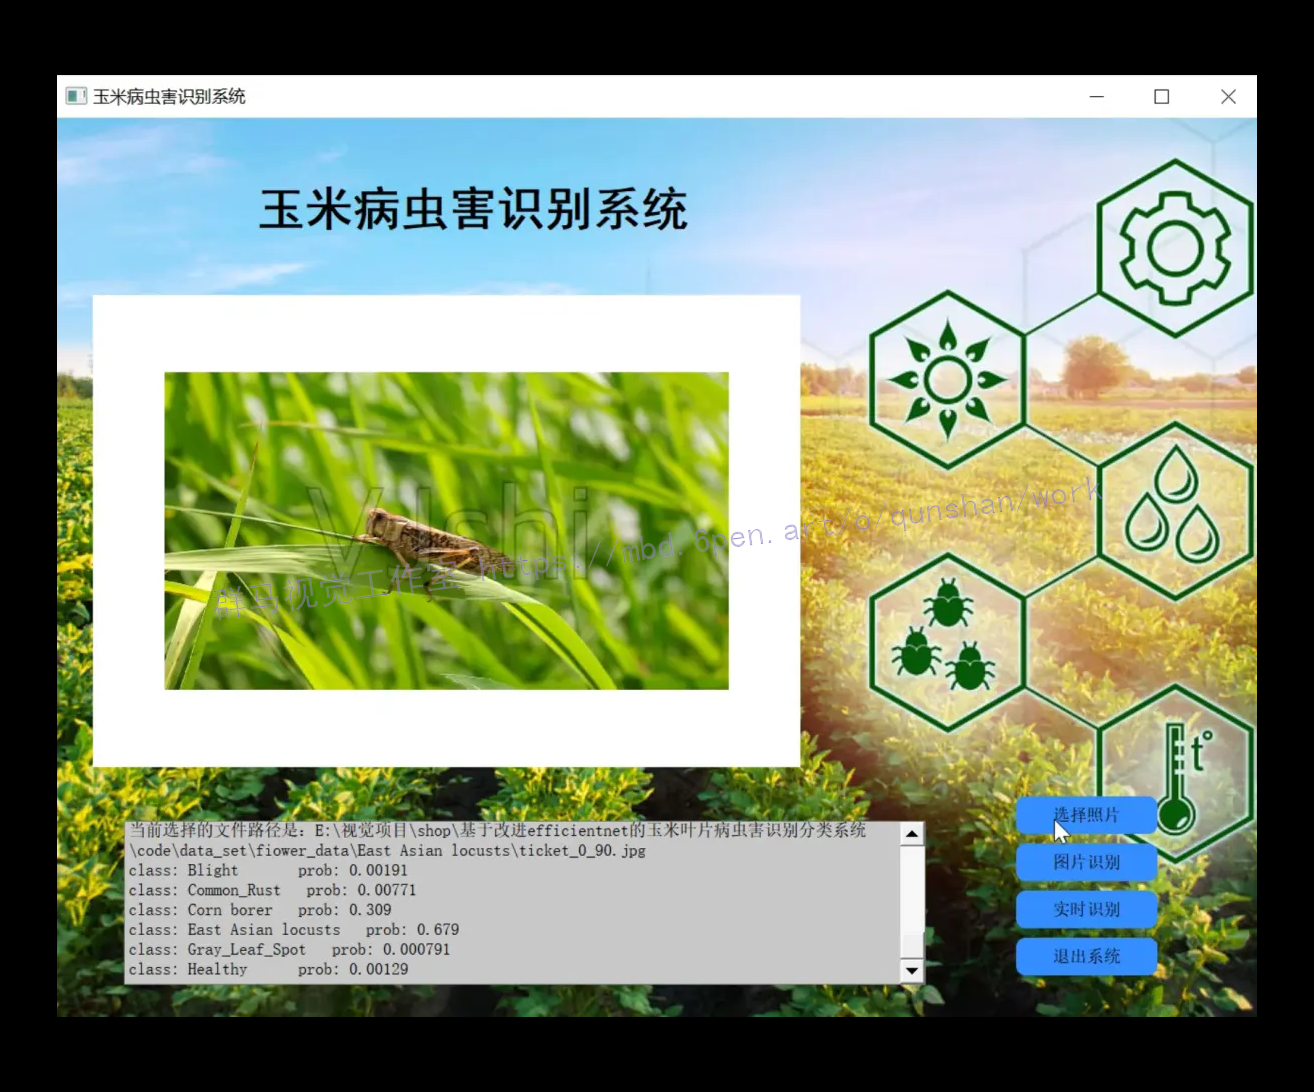 玉米病虫害识别系统
玉米病虫害识别系统
群马视觉工作室 https://mbd.6pen.art/o/qunshan/work
t°
当前选择的文件路径是：E:\视觉项目\shop\基于改进efficientnet的玉米叶片病虫害识别分类系统
\code\data_set\fiower_data\East Asian locusts\ticket_0_90.jpg
class: Blight prob: 0.00191
class: Common_Rust prob: 0.00771
class: Corn borer prob: 0.309
class: East Asian locusts prob: 0.679
class: Gray_Leaf_Spot prob: 0.000791
class: Healthy prob: 0.00129
选择照片
图片识别
实时识别
退出系统